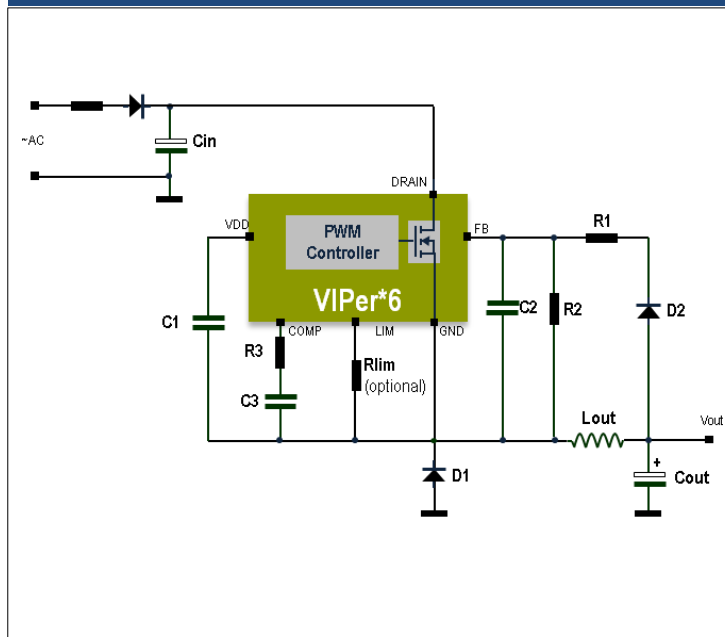 ~AC
Cin
DRAIN
VDD
FB
R1
PWM
Controller
VIPer*6
C1
COMP
LIM
GND
C2
R2
D2
R3
Rlim
(optional)
C3
Lout
Vout
D1
+
Cout